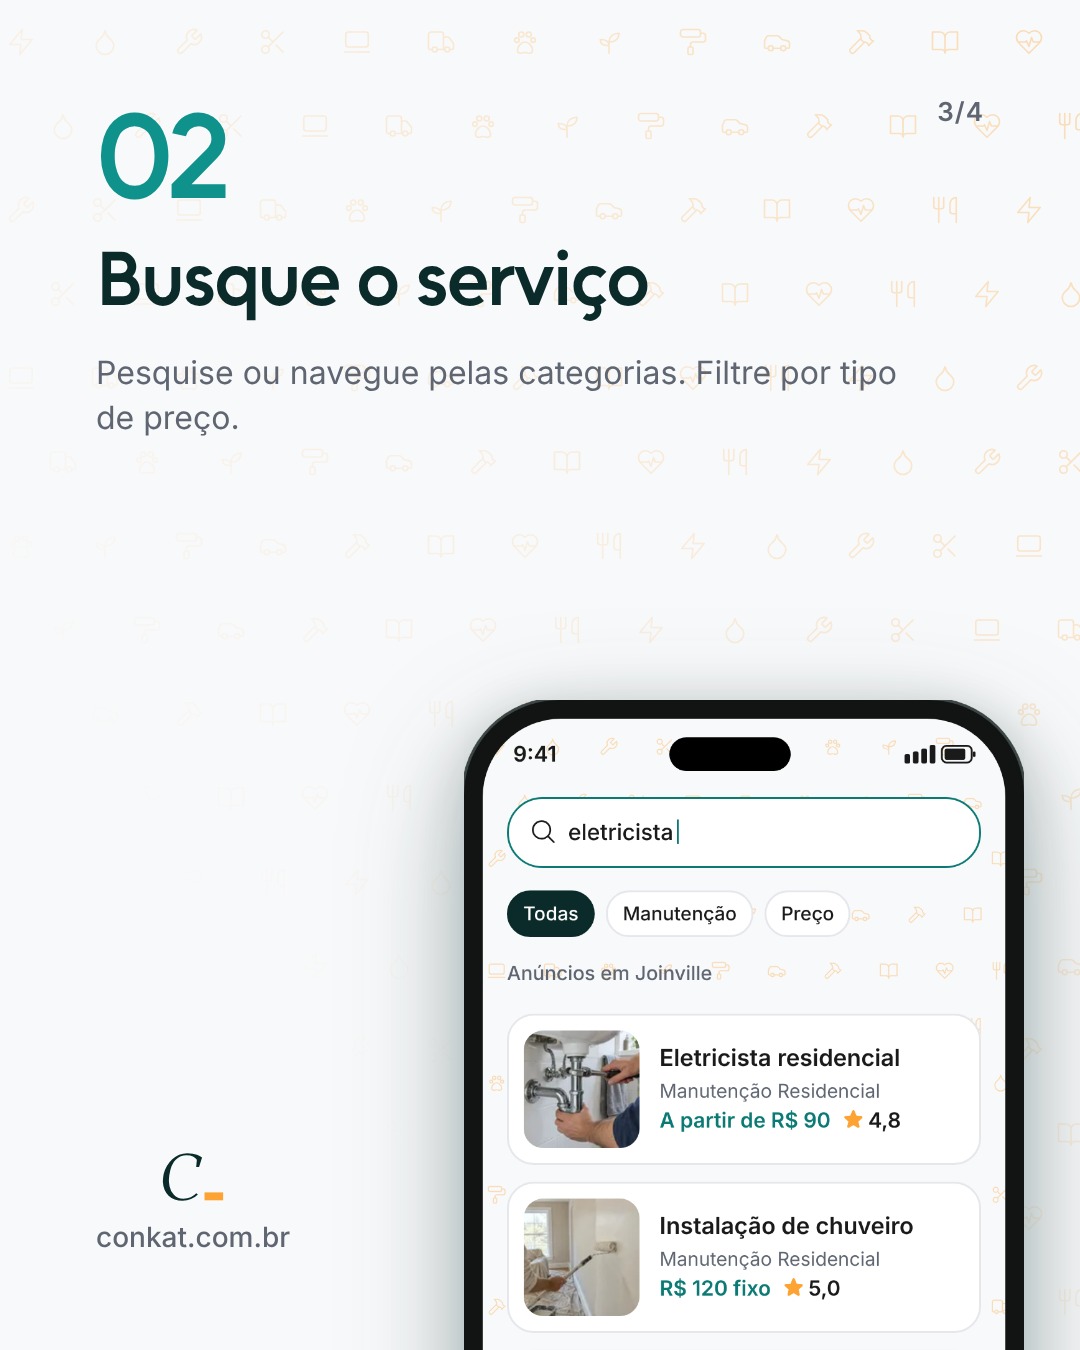 3/4
02
Busque o serviço
Pesquise ou navegue pelas categorias. Filtre por tipo
de preço.
9:41
eletricista
Todas
Manutenção
Preço
Anúncios em Joinville
Eletricista residencial
Manutenção Residencial
A partir de R$ 90 4,8
Instalação de chuveiro
Manutenção Residencial
R$ 120 fixo 5,0
C
conkat.com.br